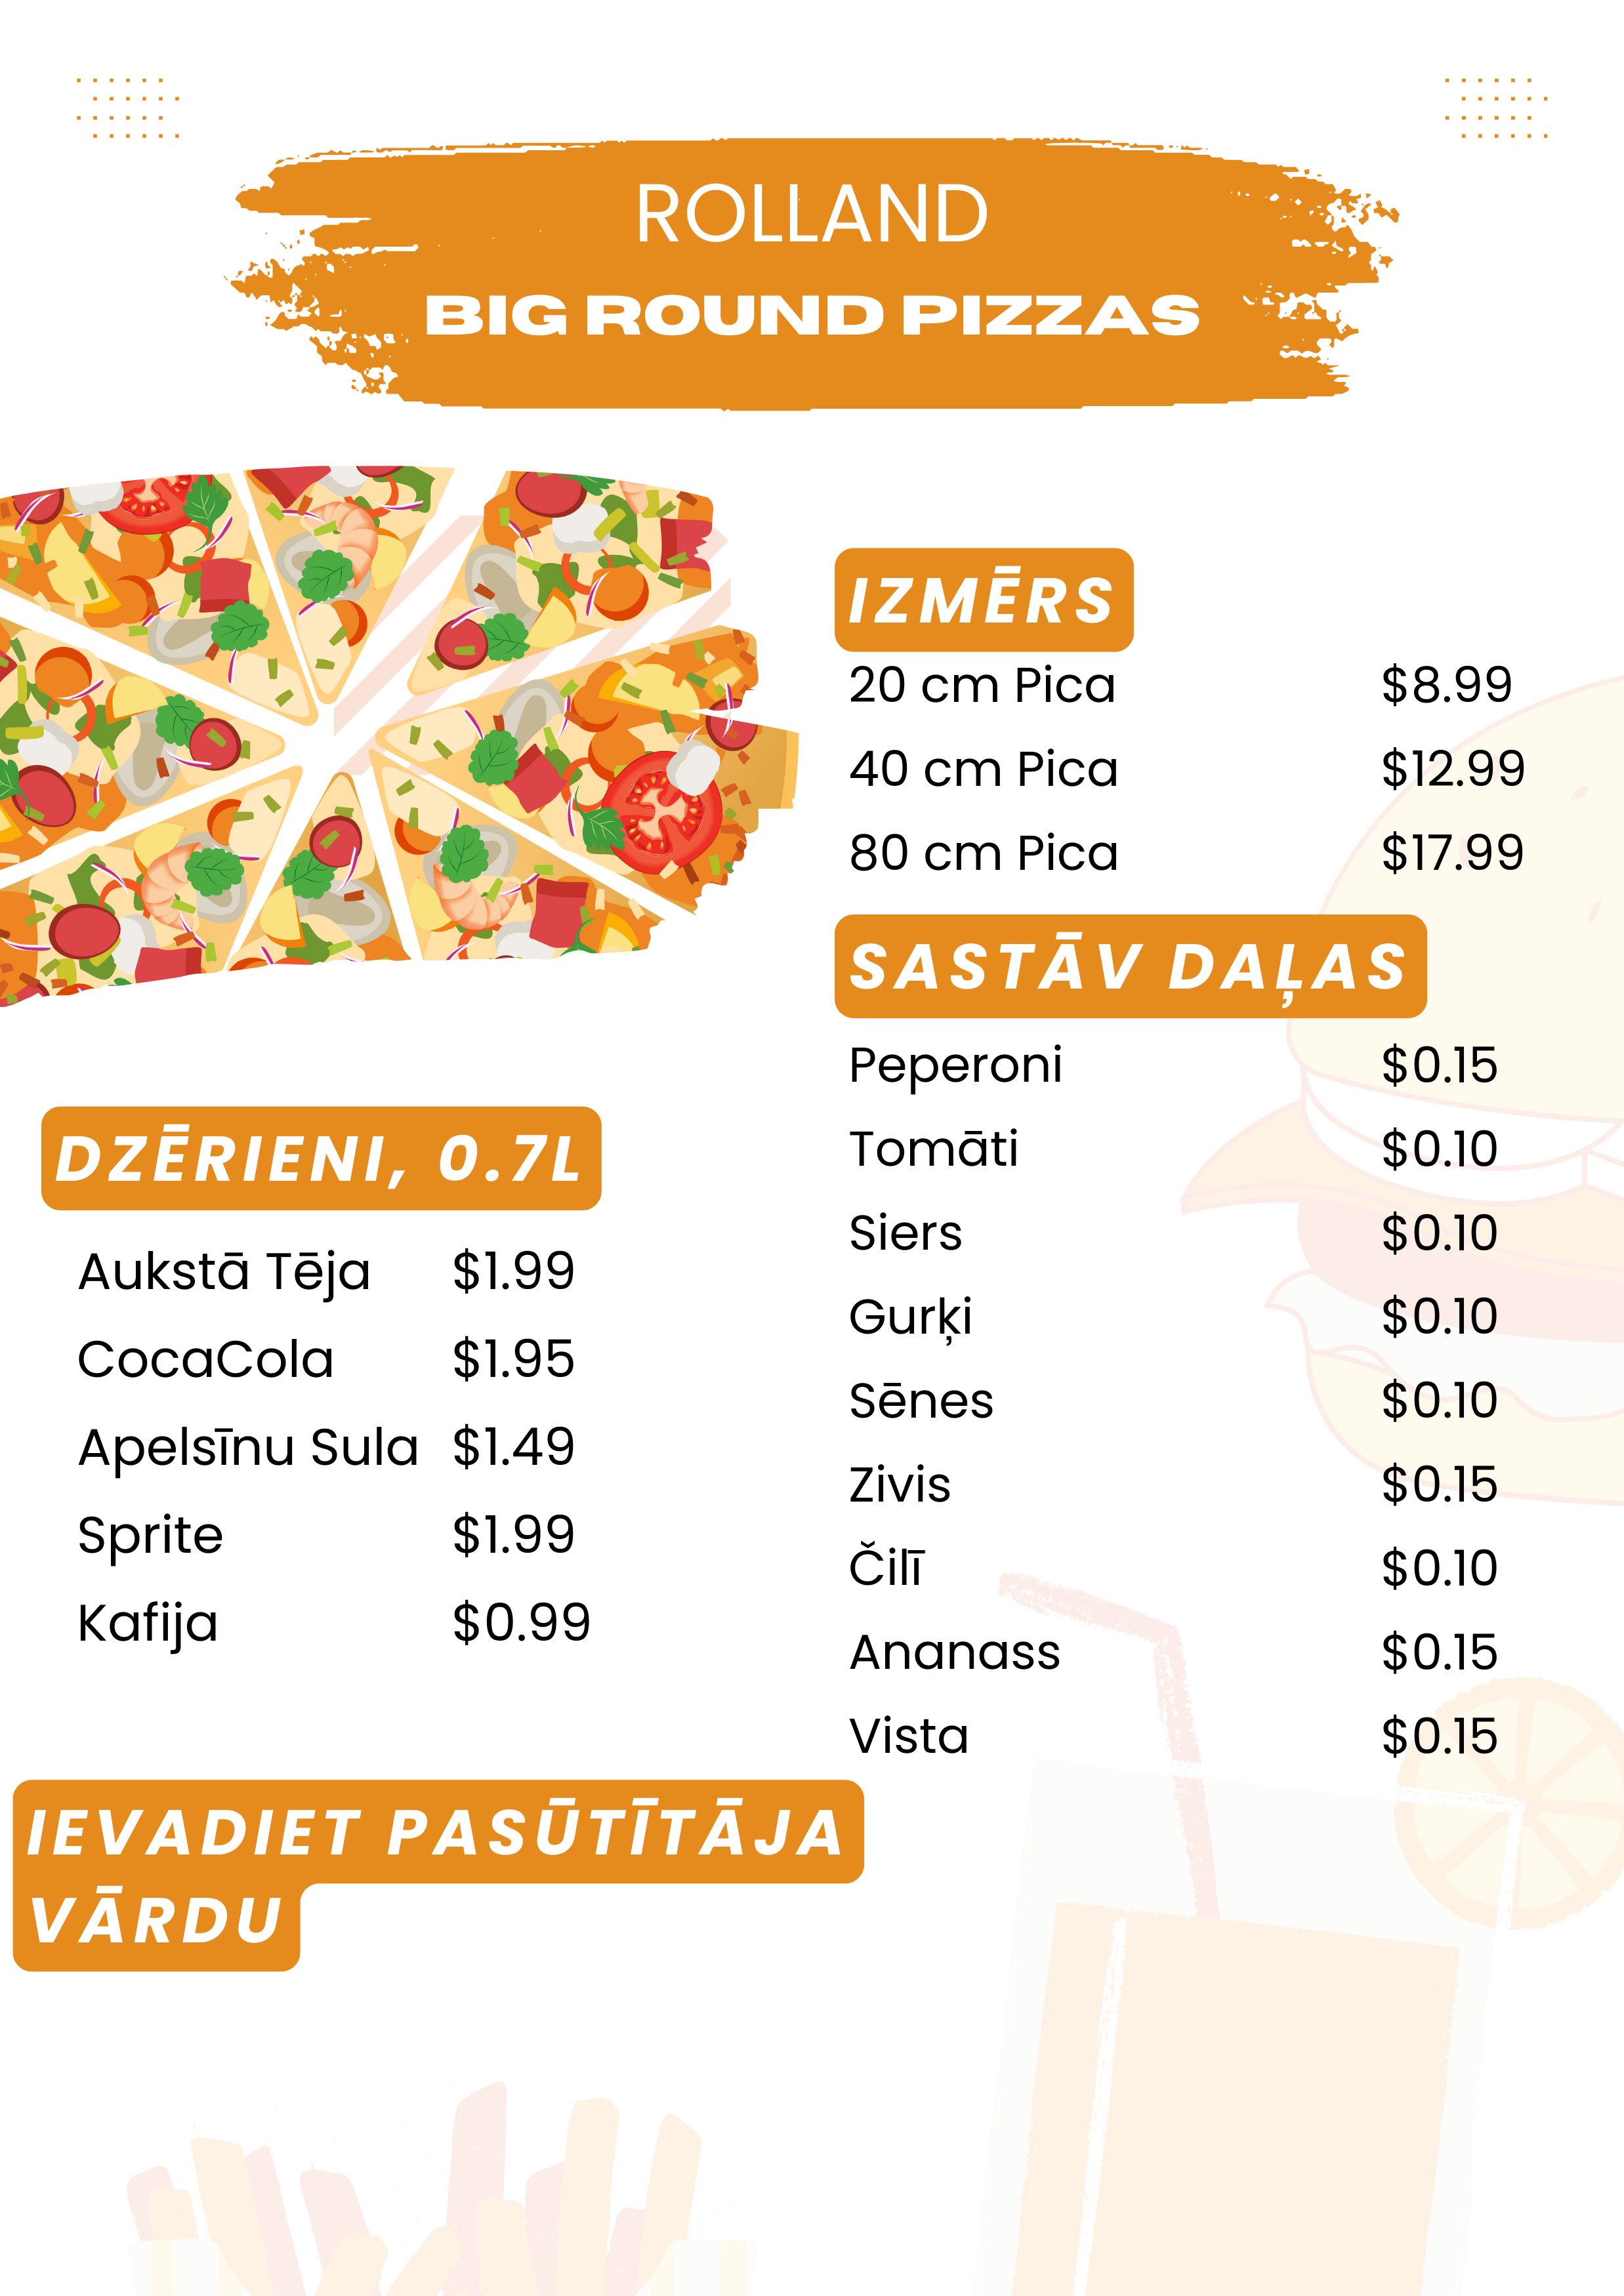 ROLLAND
BIG ROUND PIZZAS
IZMĒRS
20 cm Pica $8.99
40 cm Pica $12.99
80 cm Pica $17.99
SASTĀV DAĻAS
Peperoni $0.15
Tomāti $0.10
Siers $0.10
Gurķi $0.10
Sēnes $0.10
Zivis $0.15
Čilī $0.10
Ananass $0.15
Vista $0.15
DZĒRIENI, 0.7L
Aukstā Tēja $1.99
CocaCola $1.95
Apelsīnu Sula $1.49
Sprite $1.99
Kafija $0.99
IEVADIET PASŪTĪTĀJA
VĀRDU